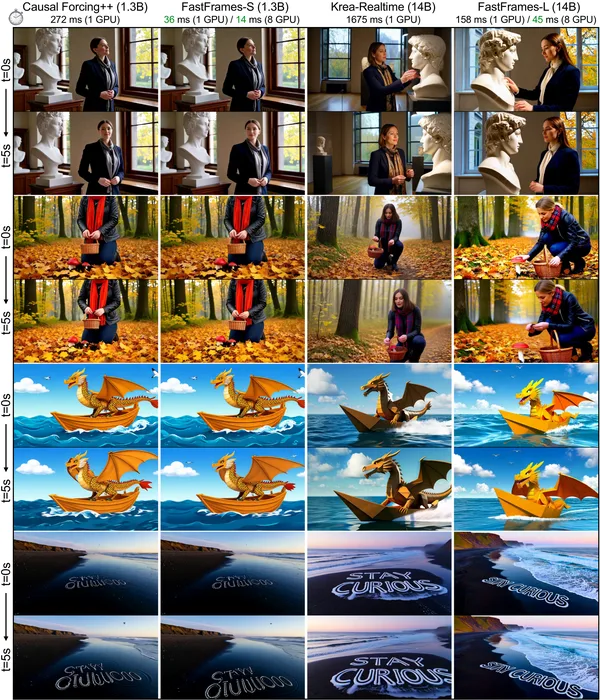 Causal Forcing++ (1.3B) FastFrames-S (1.3B) Krea-Realtime (14B) FastFrames-L (14B)
272 ms (1 GPU) 36 ms (1 GPU) / 14 ms (8 GPU) 1675 ms (1 GPU) 158 ms (1 GPU) / 45 ms (8 GPU)
t=0s
t=5s
t=0s
t=5s
t=0s
t=5s
t=0s
STAY
CURIOUS
STAY CURIOUS
t=5s
STAY
CURIOUS
STAY
CURIOUS